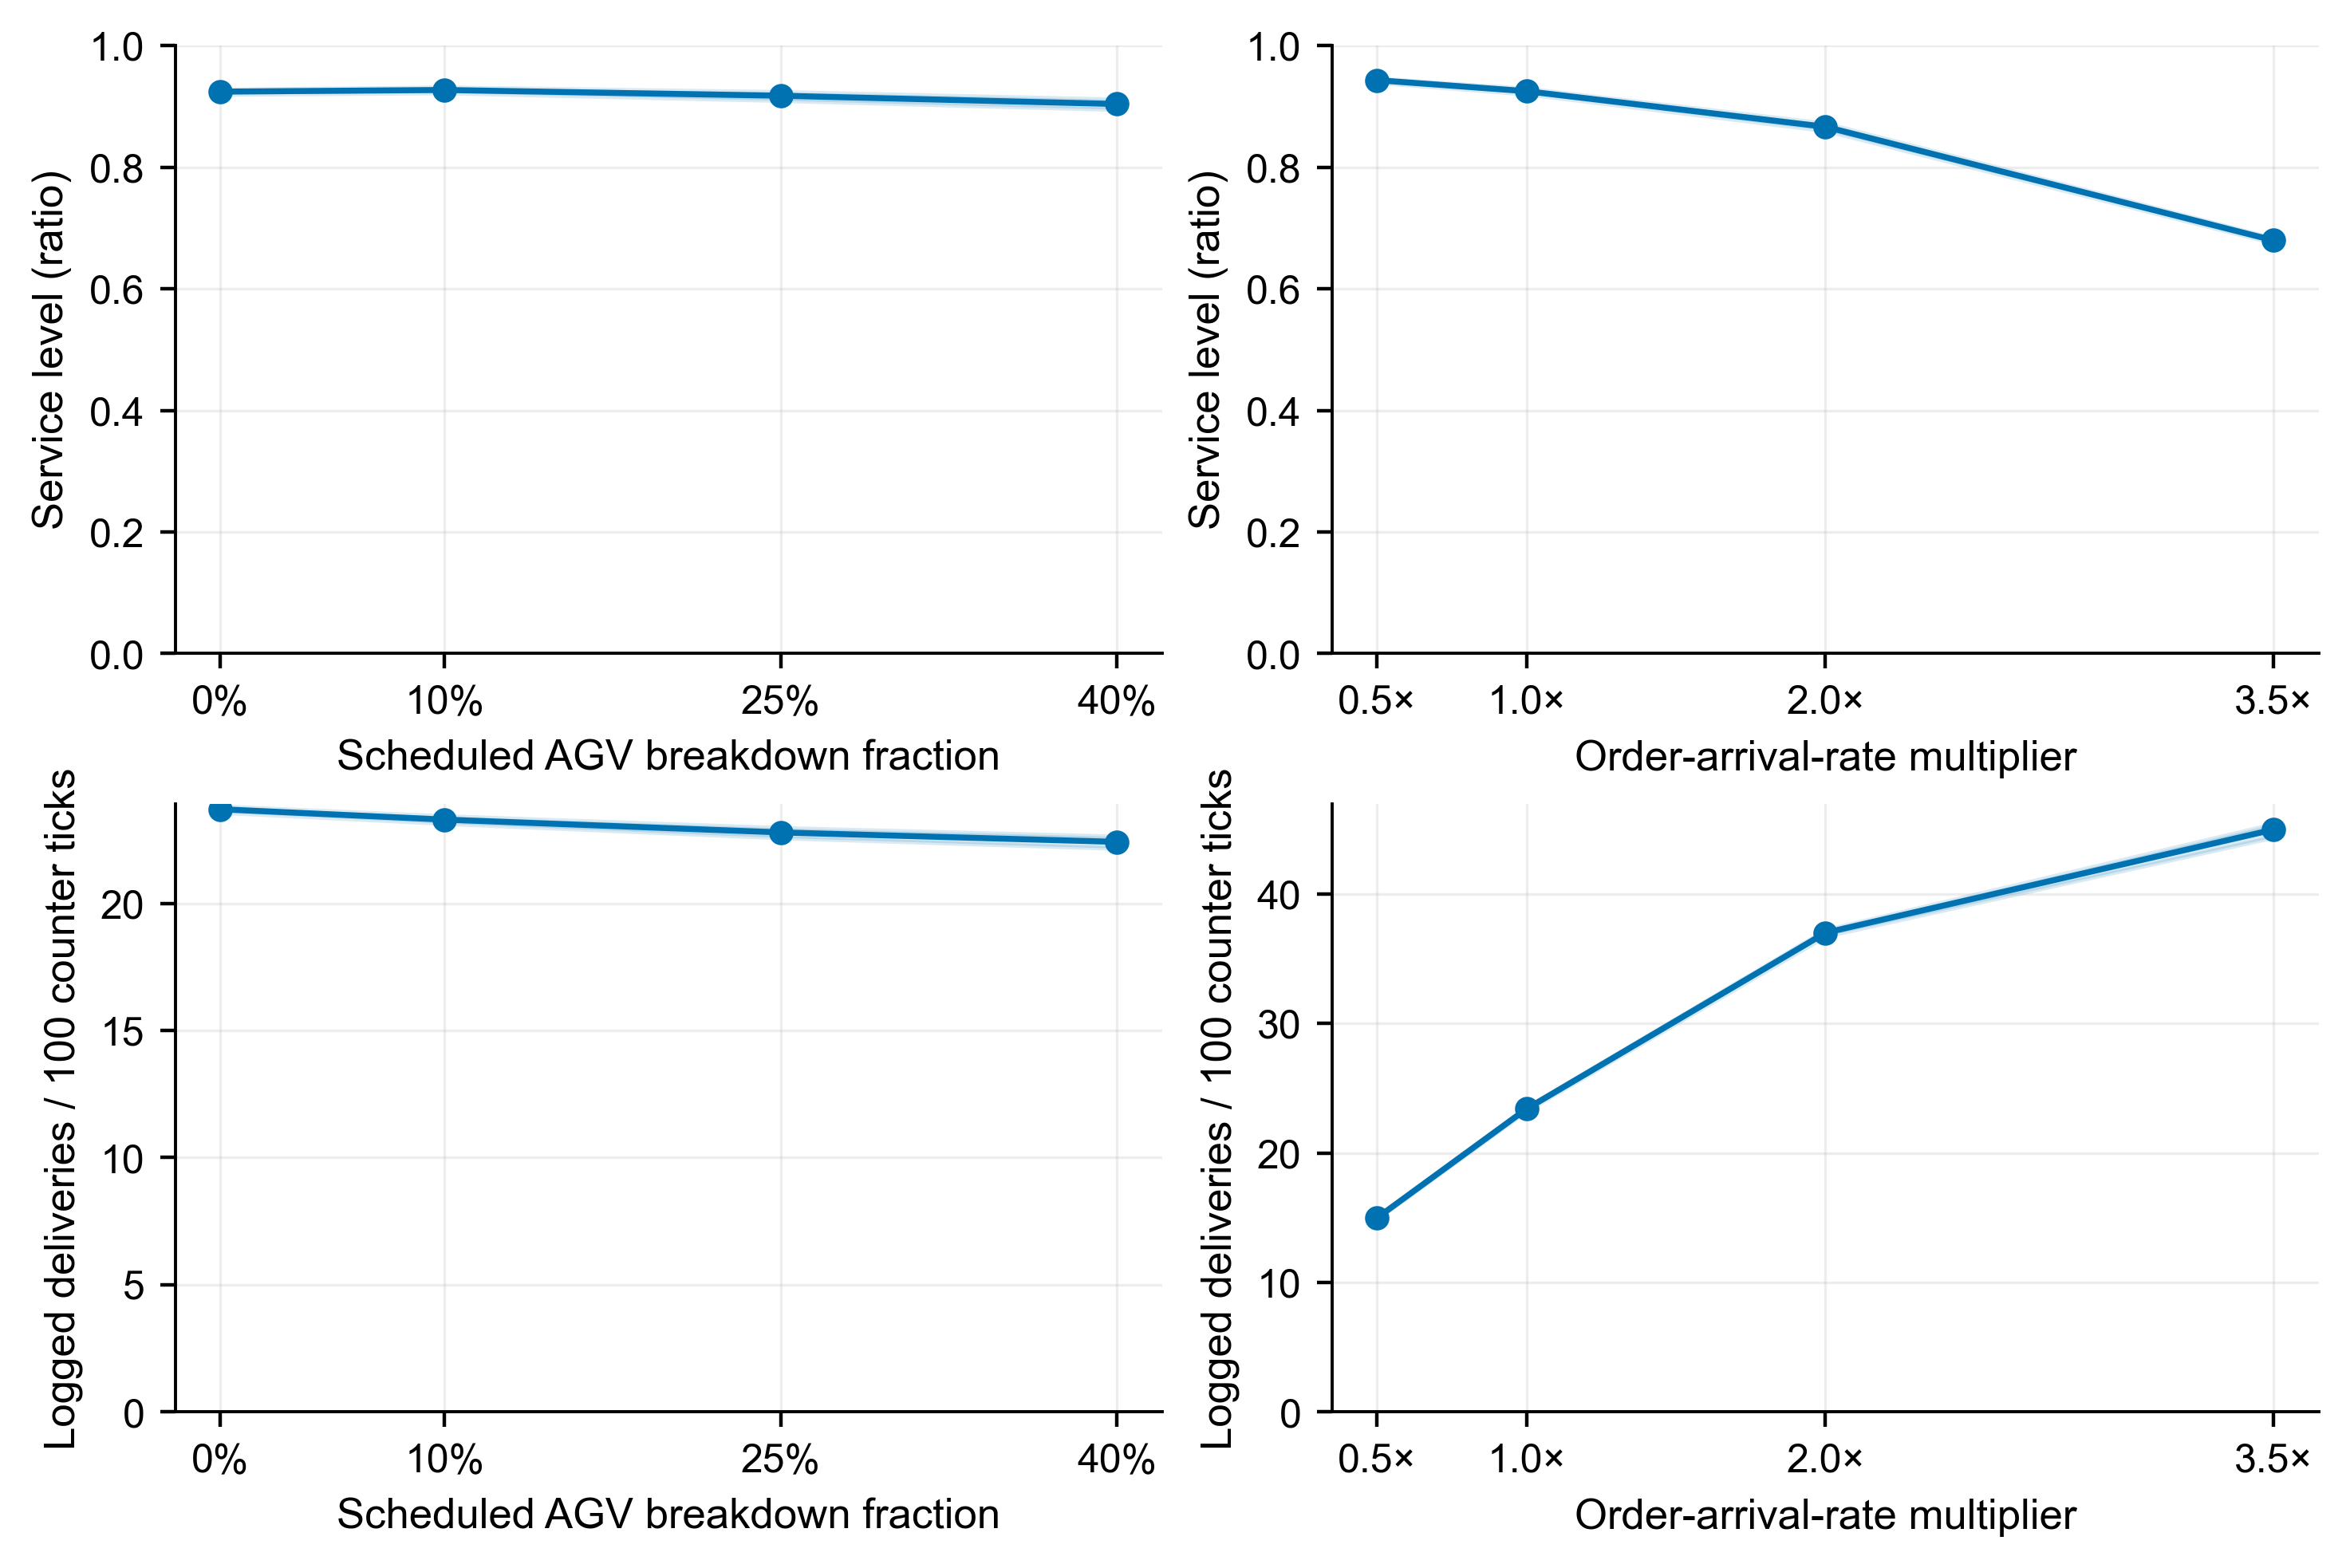 Service level (ratio)
1.0
0.8
0.6
0.4
0.2
0.0
0% 10% 25% 40%
Scheduled AGV breakdown fraction
Service level (ratio)
1.0
0.8
0.6
0.4
0.2
0.0
0.5× 1.0× 2.0× 3.5×
Order-arrival-rate multiplier
Logged deliveries / 100 counter ticks
20
15
10
5
0
0% 10% 25% 40%
Scheduled AGV breakdown fraction
Logged deliveries / 100 counter ticks
40
30
20
10
0
0.5× 1.0× 2.0× 3.5×
Order-arrival-rate multiplier